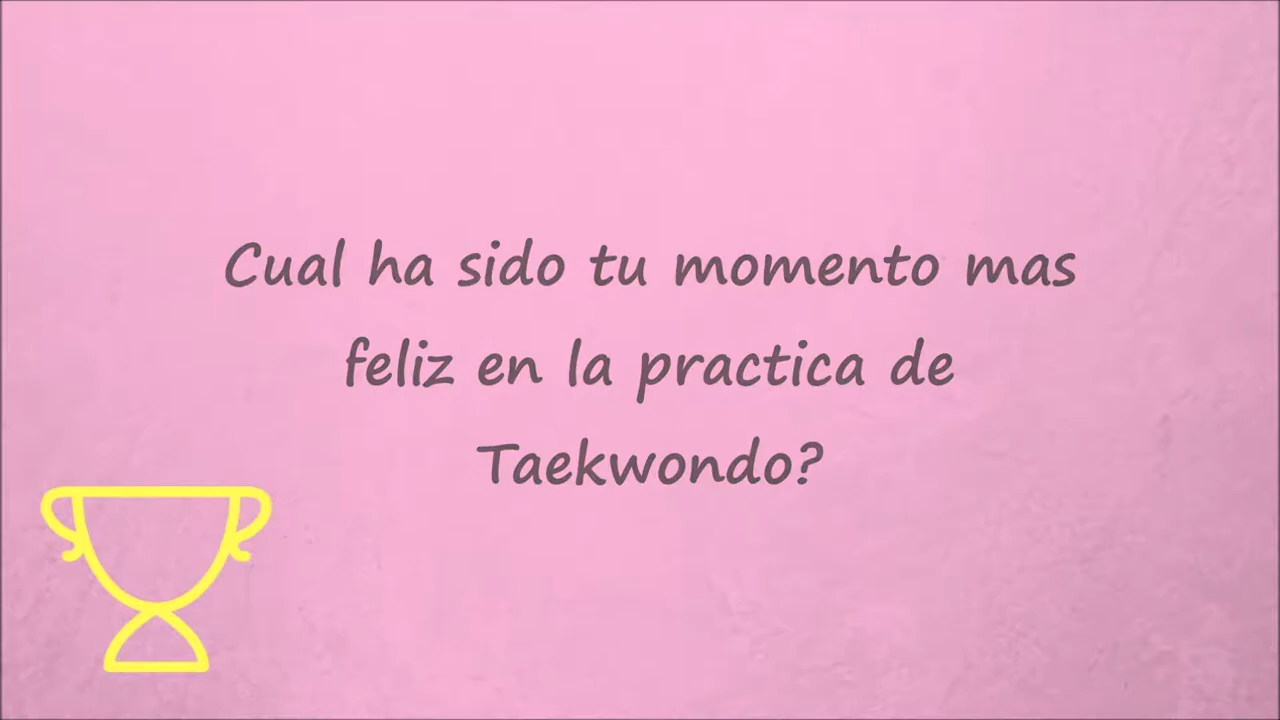 Cual ha sido tu momento mas
feliz en la practica de
Taekwondo?